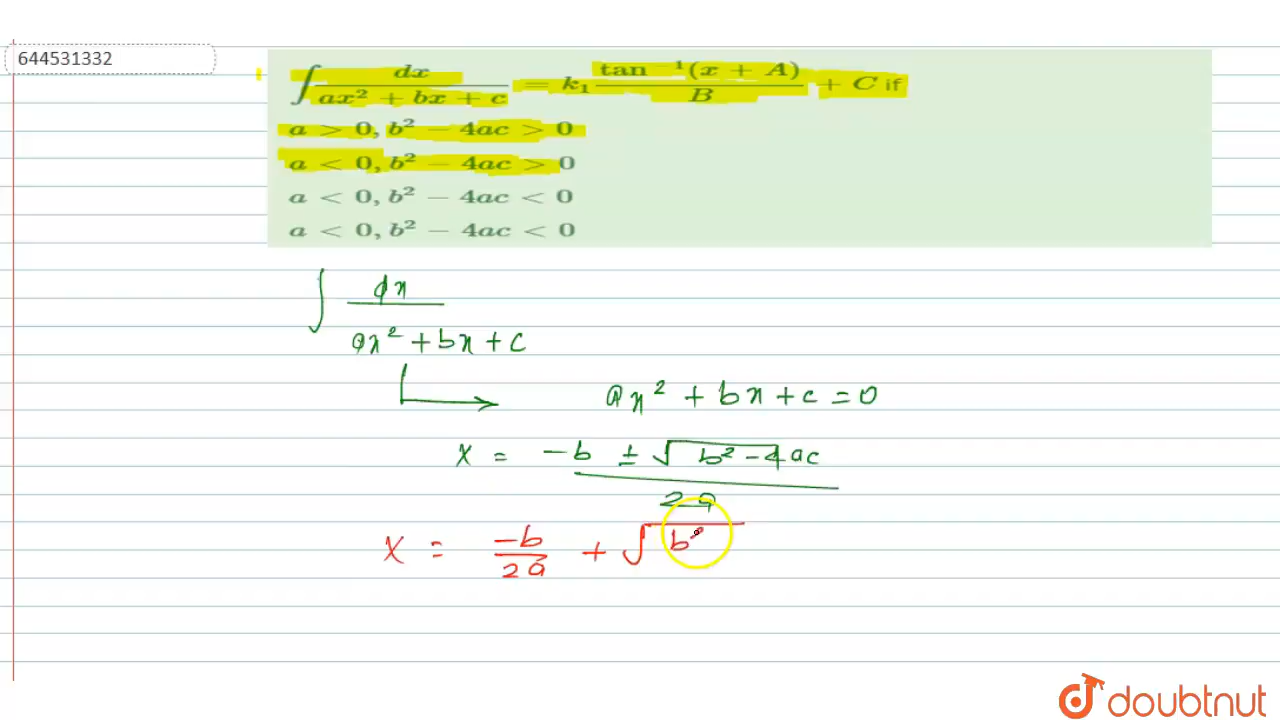 644531332
∫ dx / (ax² + bx + c) = k₁ tan⁻¹(x + A) / B + C if
a > 0, b² − 4ac > 0
a < 0, b² − 4ac > 0
a < 0, b² − 4ac < 0
a < 0, b² − 4ac < 0
∫ dx / (ax² + bx + c)
ax² + bx + c = 0
x = −b ± √b² − 4ac / 2a
x = −b / 2a + √b²
doubtnut